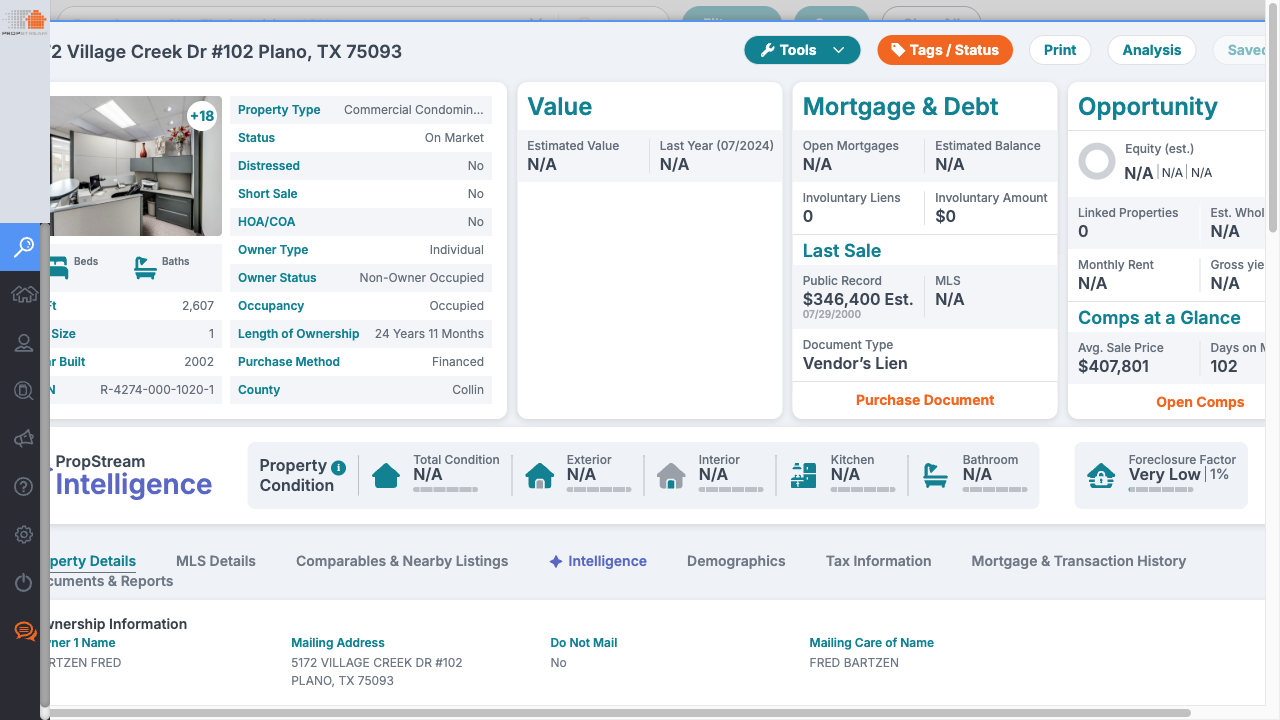 PROPSTREAM
72 Village Creek Dr #102 Plano, TX 75093
Tools
Tags / Status
Print
Analysis
Saved
+18
Beds
Baths
Ft 2,607
Size 1
r Built 2002
N R-4274-000-1020-1
Property Type Commercial Condomin...
Status On Market
Distressed No
Short Sale No
HOA/COA No
Owner Type Individual
Owner Status Non-Owner Occupied
Occupancy Occupied
Length of Ownership 24 Years 11 Months
Purchase Method Financed
County Collin
Value
Estimated Value
N/A
Last Year (07/2024)
N/A
Mortgage & Debt
Open Mortgages
N/A
Estimated Balance
N/A
Involuntary Liens
0
Involuntary Amount
$0
Last Sale
Public Record
$346,400 Est.
07/29/2000
MLS
N/A
Document Type
Vendor's Lien
Purchase Document
Opportunity
Equity (est.)
N/A | N/A | N/A
Linked Properties
0
Est. Whol
N/A
Monthly Rent
N/A
Gross yie
N/A
Comps at a Glance
Avg. Sale Price
$407,801
Days on M
102
Open Comps
PropStream
Intelligence
Property
Condition
Total Condition
N/A
Exterior
N/A
Interior
N/A
Kitchen
N/A
Bathroom
N/A
Foreclosure Factor
Very Low | 1%
perty Details
MLS Details
Comparables & Nearby Listings
Intelligence
Demographics
Tax Information
Mortgage & Transaction History
cuments & Reports
wnership Information
ner 1 Name
RTZEN FRED
Mailing Address
5172 VILLAGE CREEK DR #102
PLANO, TX 75093
Do Not Mail
No
Mailing Care of Name
FRED BARTZEN